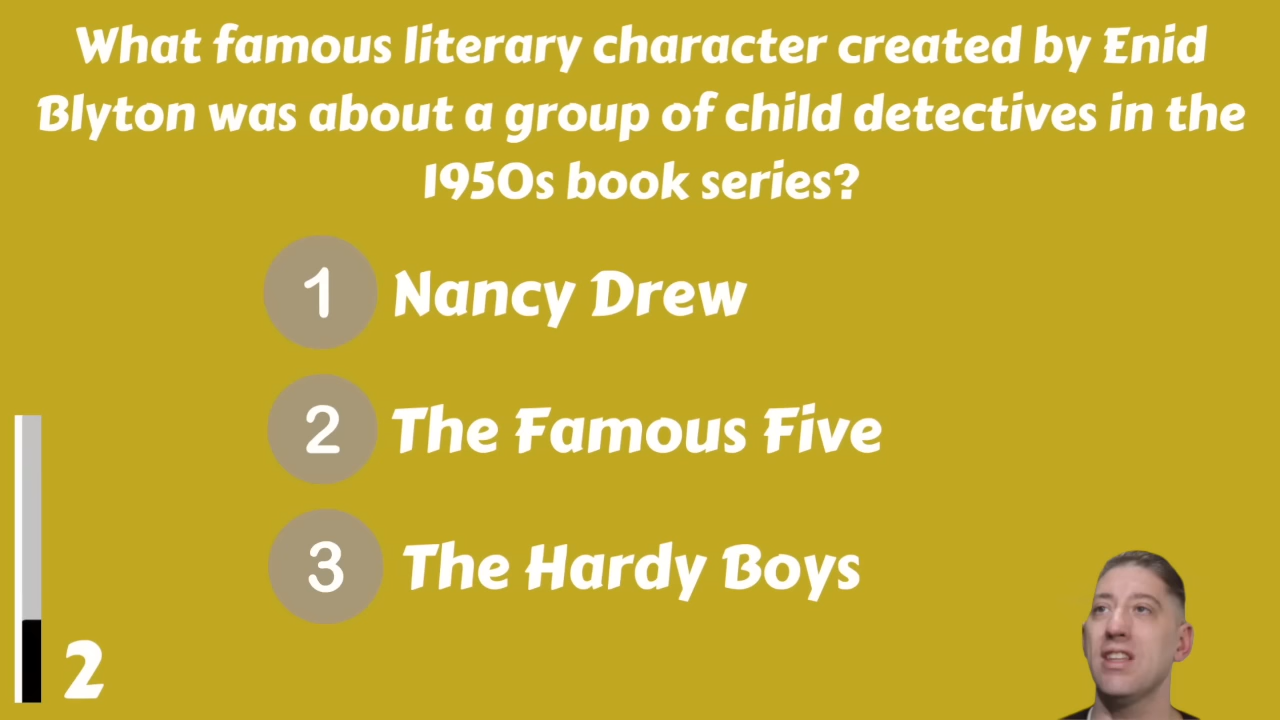 What famous literary character created by Enid
Blyton was about a group of child detectives in the
1950s book series?
1 Nancy Drew
2 The Famous Five
3 The Hardy Boys
2